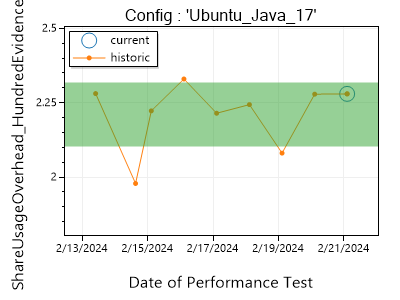 Config : 'Ubuntu_Java_17'
ShareUsageOverhead_HundredEvidence
current
historic
2.5
2.25
2
2/13/2024
2/15/2024
2/17/2024
2/19/2024
2/21/2024
Date of Performance Test